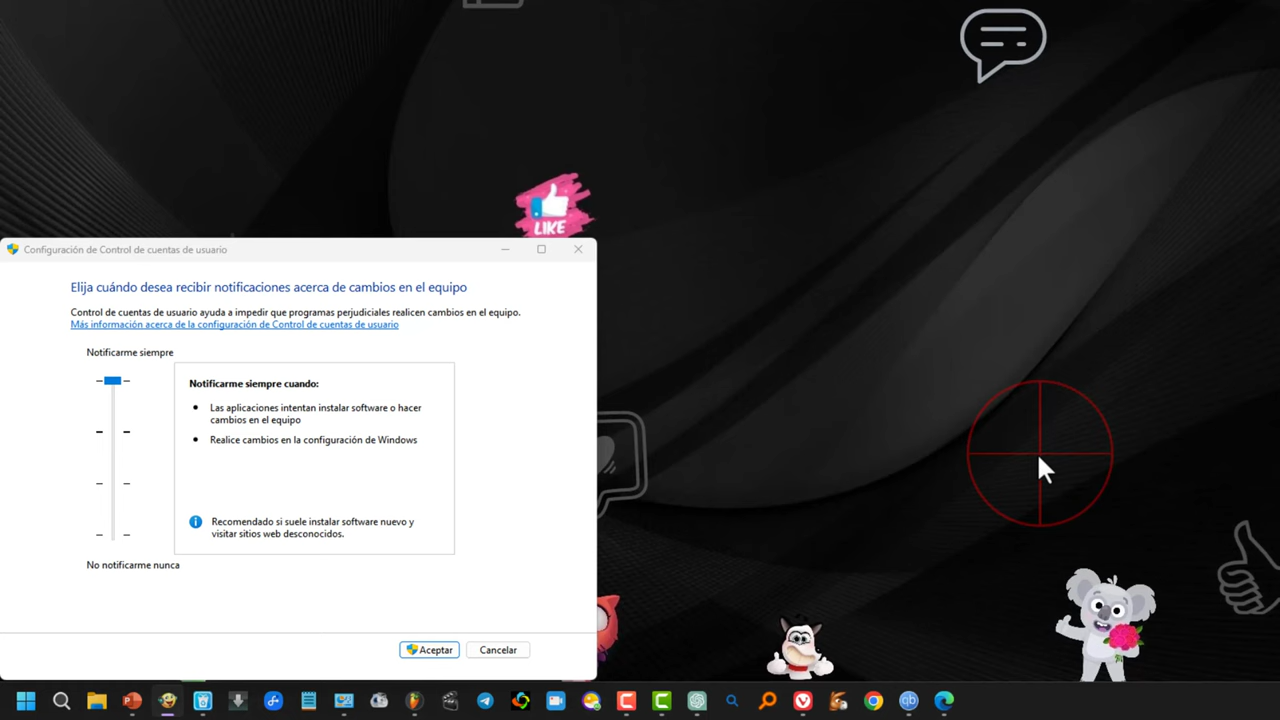 LIKE
Configuración de Control de cuentas de usuario
Elija cuándo desea recibir notificaciones acerca de cambios en el equipo
Control de cuentas de usuario ayuda a impedir que programas perjudiciales realicen cambios en el equipo.
Más información acerca de la configuración de Control de cuentas de usuario
Notificarme siempre
Notificarme siempre cuando:
Las aplicaciones intentan instalar software o hacer
cambios en el equipo
Realice cambios en la configuración de Windows
Recomendado si suele instalar software nuevo y
visitar sitios web desconocidos.
No notificarme nunca
Aceptar
Cancelar